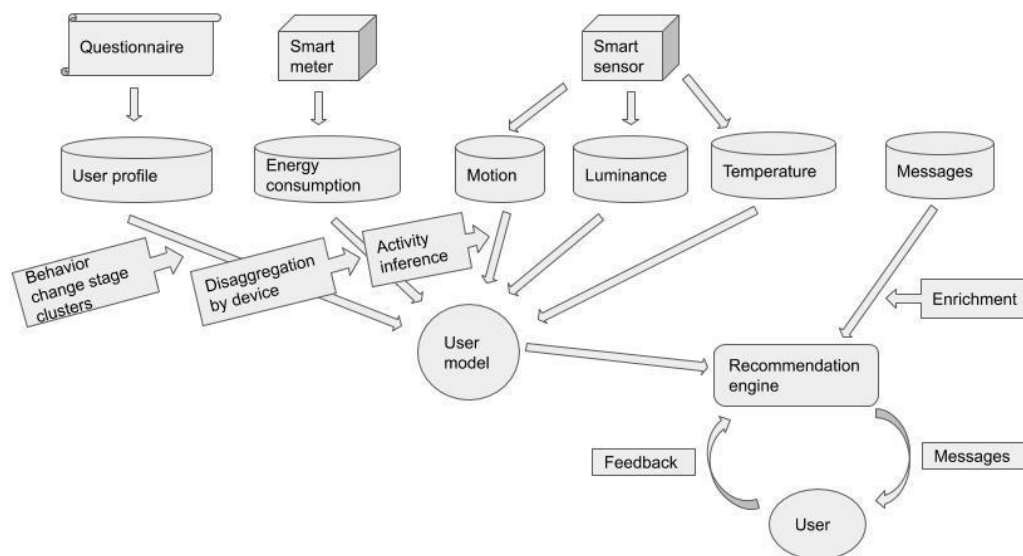 Questionnaire
Smart
meter
Smart
sensor
User profile
Energy
consumption
Motion
Luminance
Temperature
Messages
Behavior
change stage
clusters
Disaggregation
by device
Activity
inference
Enrichment
User
model
Recommendation
engine
Feedback
Messages
User